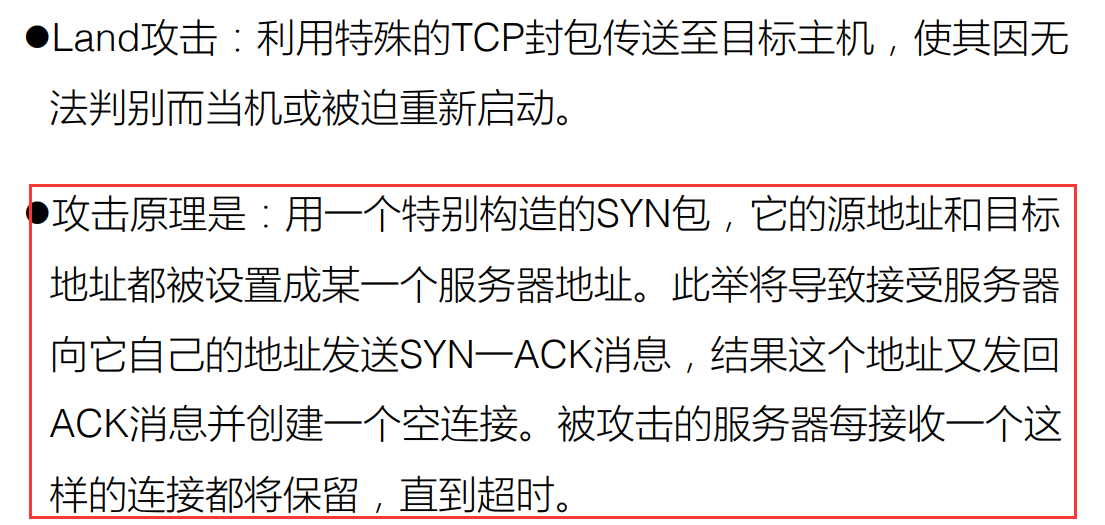 ●Land攻击：利用特殊的TCP封包传送至目标主机，使其因无
法判别而当机或被迫重新启动。
●攻击原理是：用一个特别构造的SYN包，它的源地址和目标
地址都被设置成某一个服务器地址。此举将导致接受服务器
向它自己的地址发送SYN—ACK消息，结果这个地址又发回
ACK消息并创建一个空连接。被攻击的服务器每接收一个这
样的连接都将保留，直到超时。